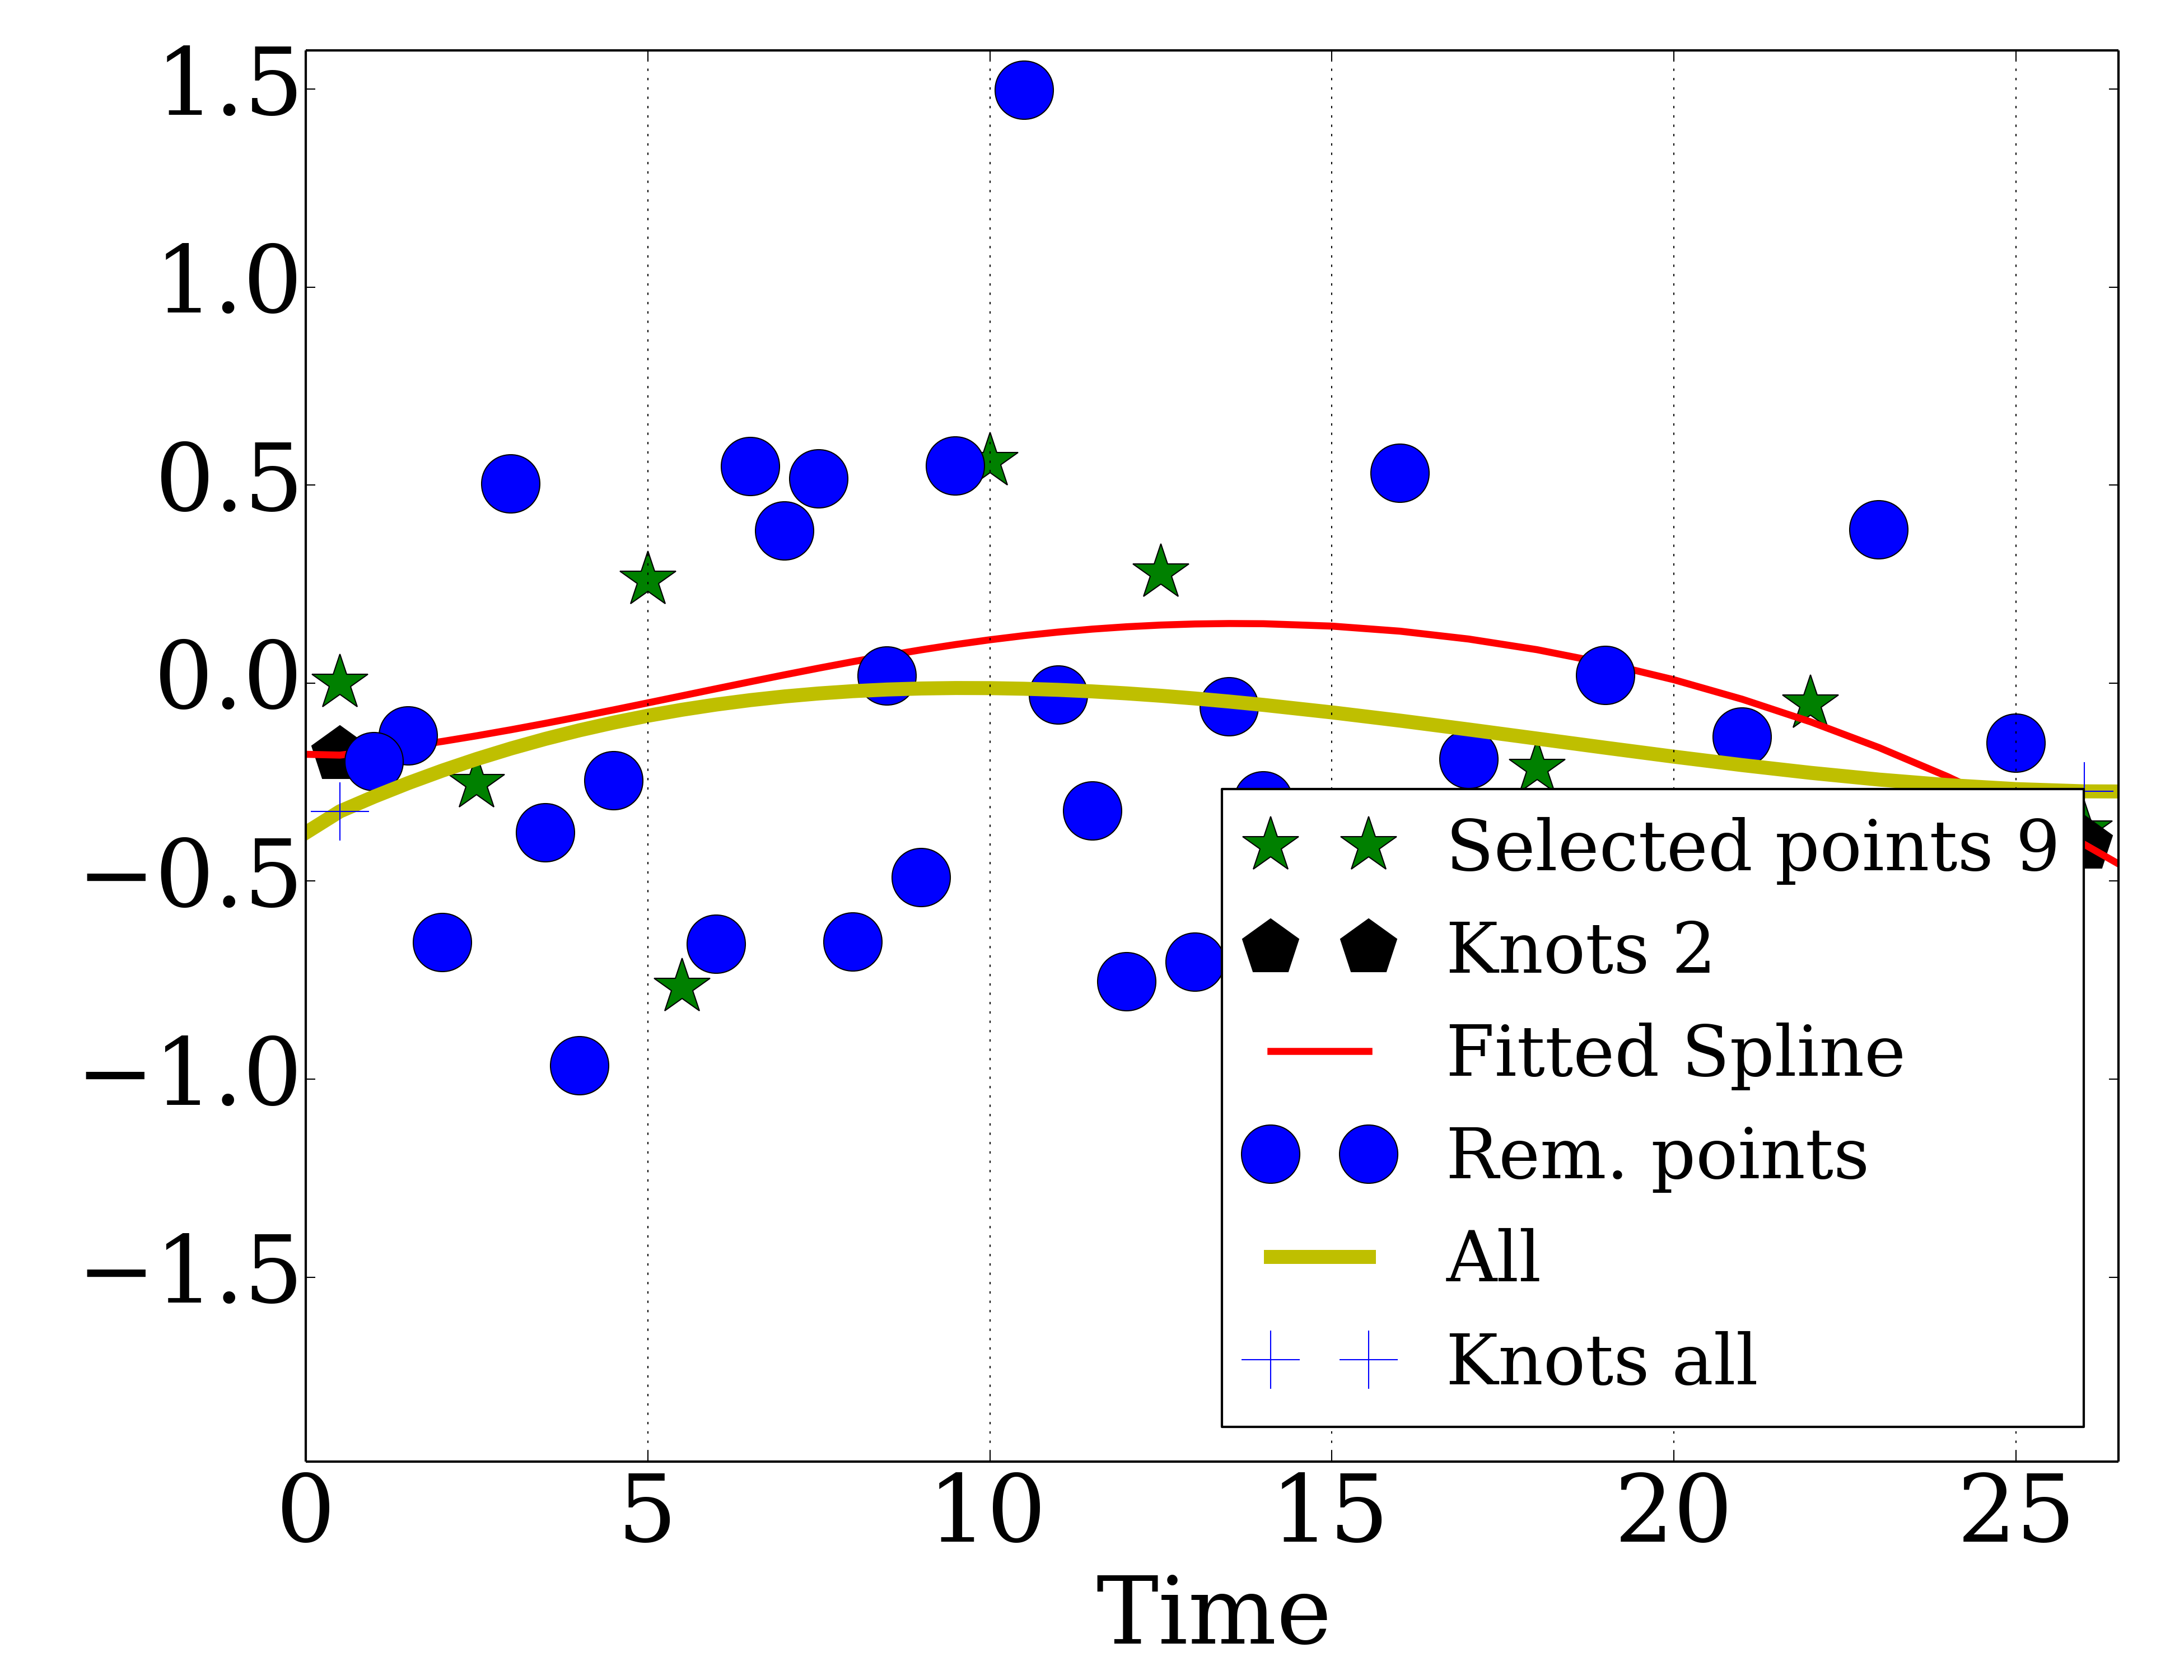 1.5
1.0
0.5
0.0
−0.5
−1.0
−1.5
Selected points 9
Knots 2
Fitted Spline
Rem. points
All
Knots all
0 5 10 15 20 25
Time